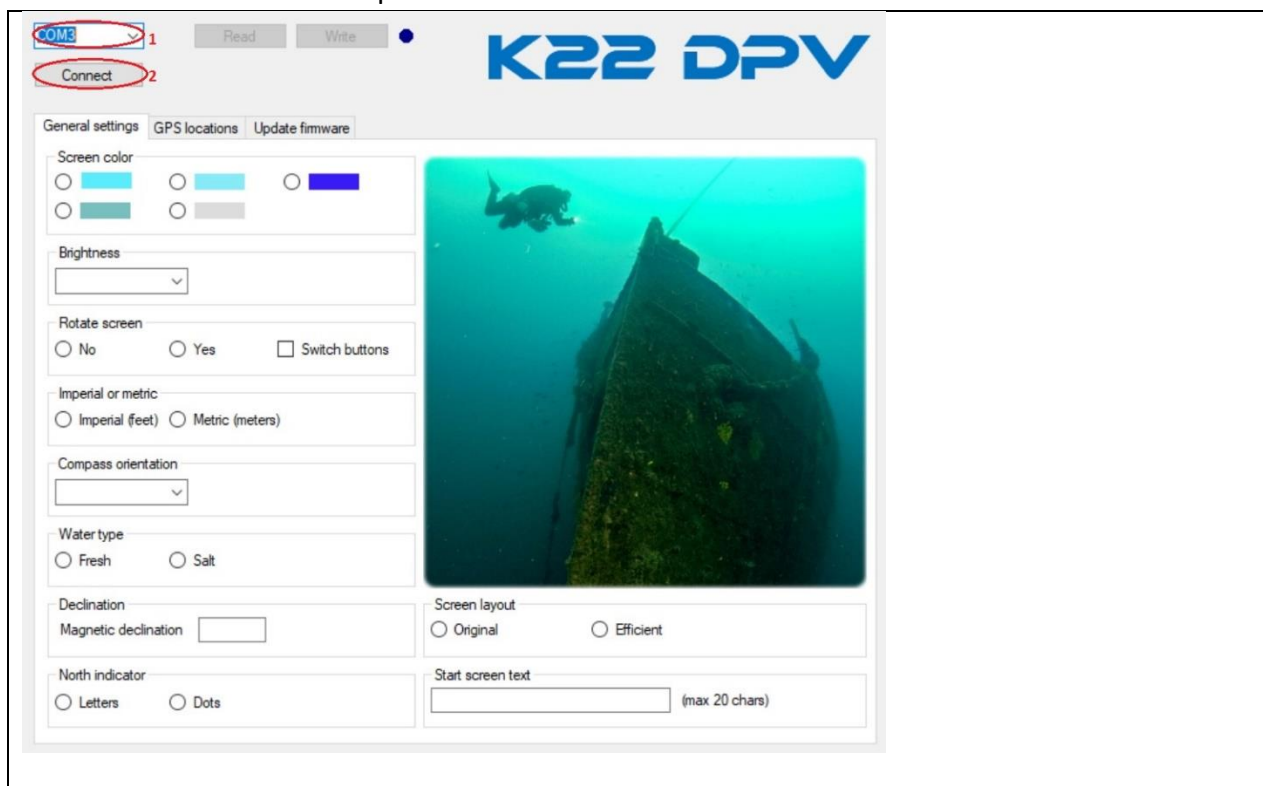 COM3 1 Read Write
K22 DPV
Connect 2
General settings GPS locations Update firmware
Screen color
Brightness
Rotate screen
No Yes Switch buttons
Imperial or metric
Imperial (feet) Metric (meters)
Compass orientation
Water type
Fresh Salt
Declination
Magnetic declination
Screen layout
Original Efficient
North indicator
Letters Dots
Start screen text
(max 20 chars)